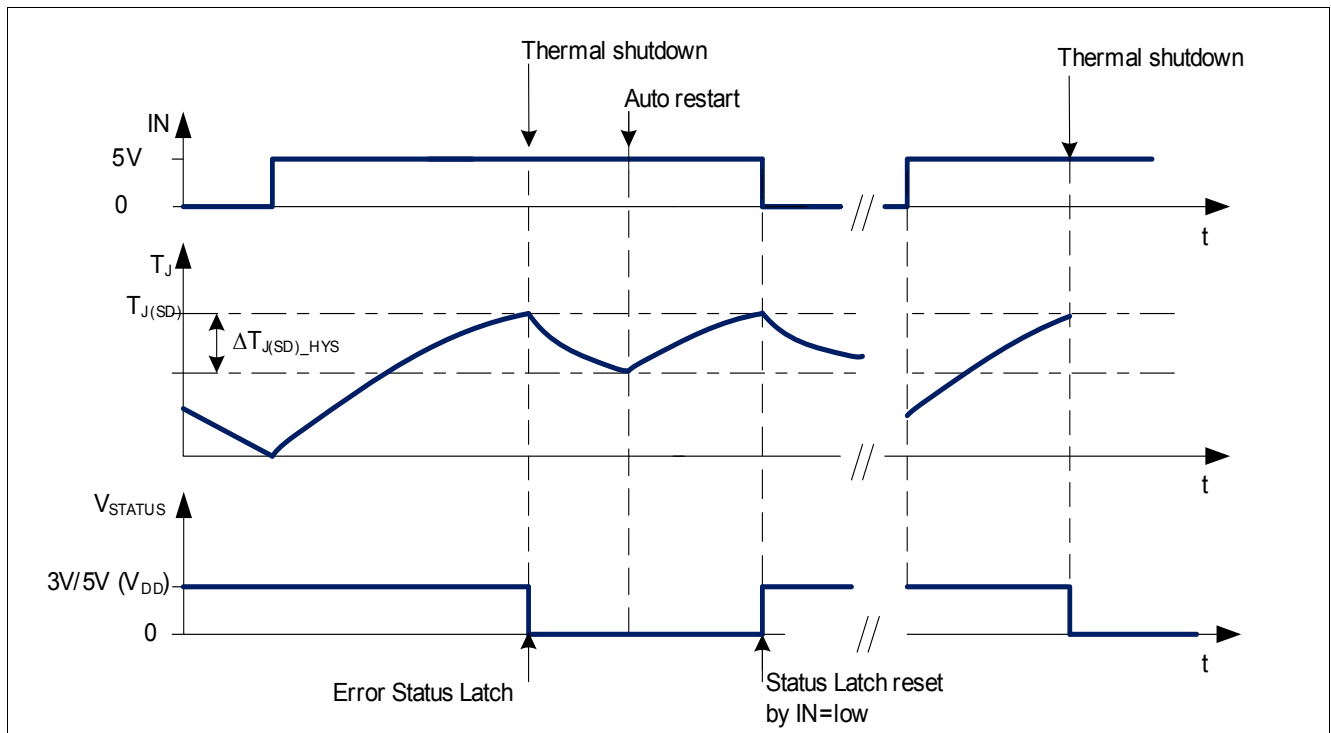 Thermal shutdown
Thermal shutdown
Auto restart
IN
5V
0
//
t
TJ
TJ(SD)
ΔTJ(SD)_HYS
//
t
VSTATUS
3V/5V (VDD)
0
//
t
Error Status Latch
Status Latch reset
by IN=low